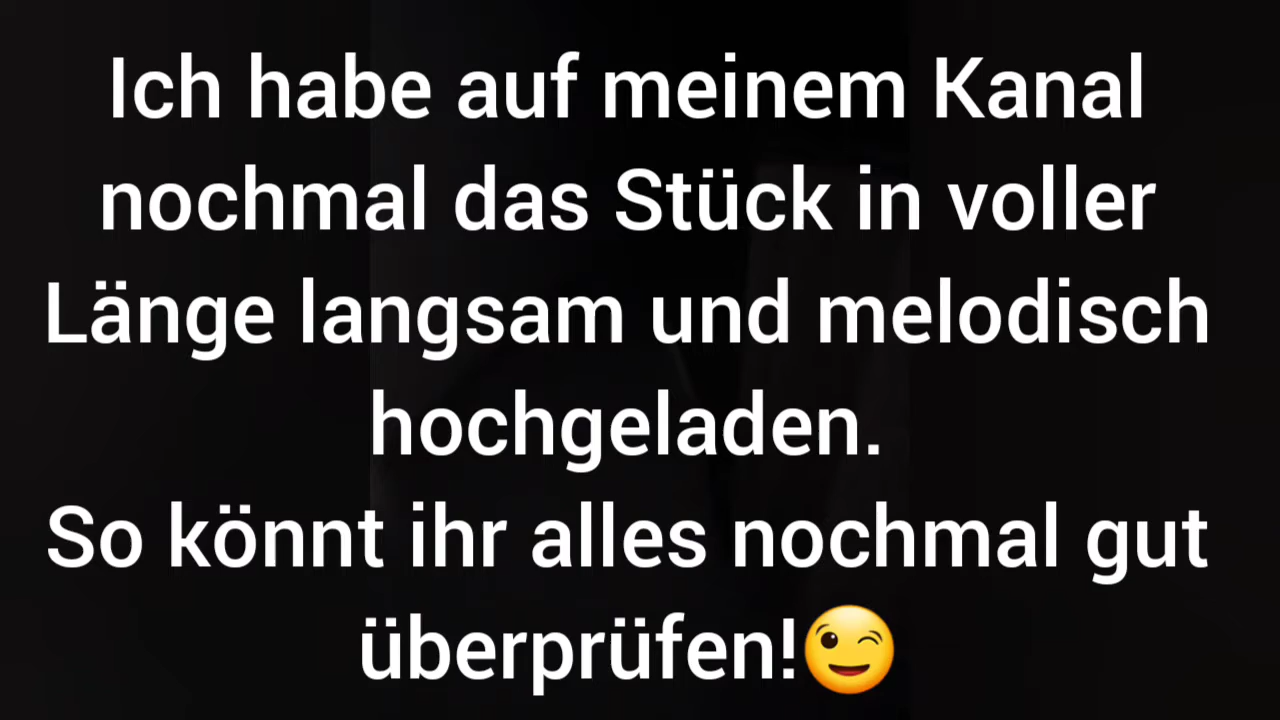 Ich habe auf meinem Kanal
nochmal das Stück in voller
Länge langsam und melodisch
hochgeladen.
So könnt ihr alles nochmal gut
überprüfen!😉